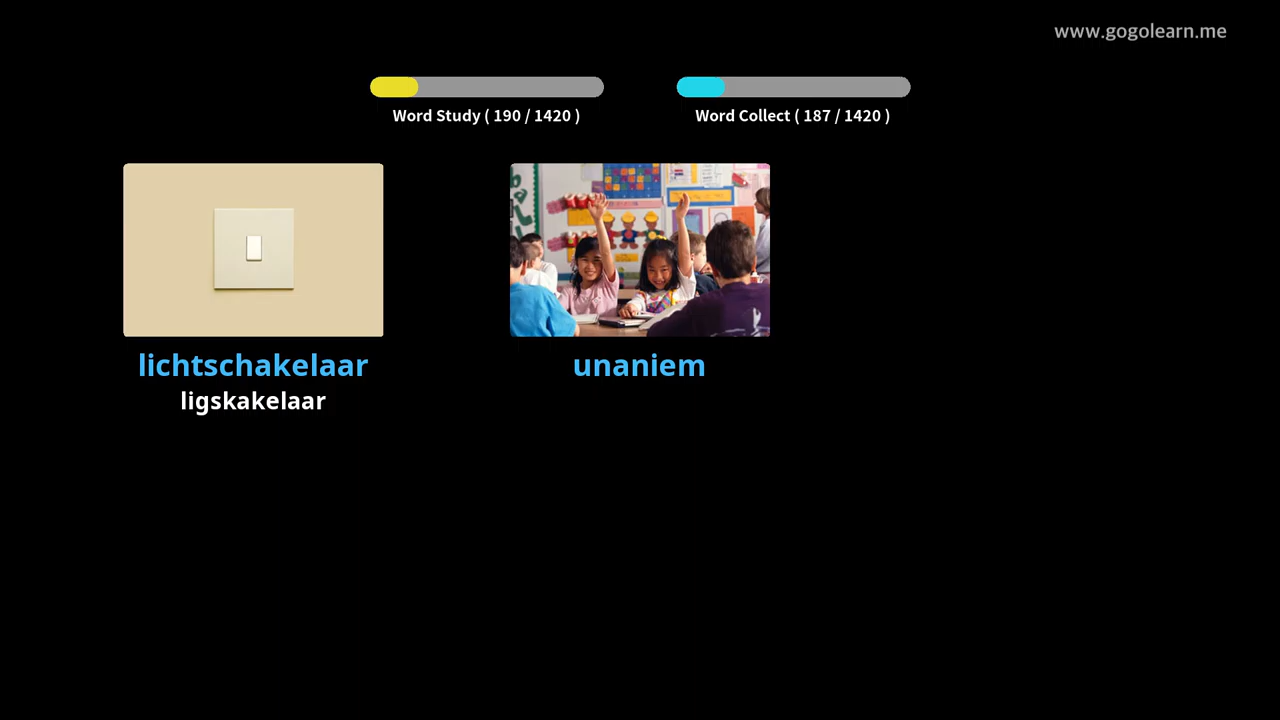 www.gogolearn.me
Word Study ( 190 / 1420 )
Word Collect ( 187 / 1420 )
lichtschakelaar
ligskakelaar
unaniem